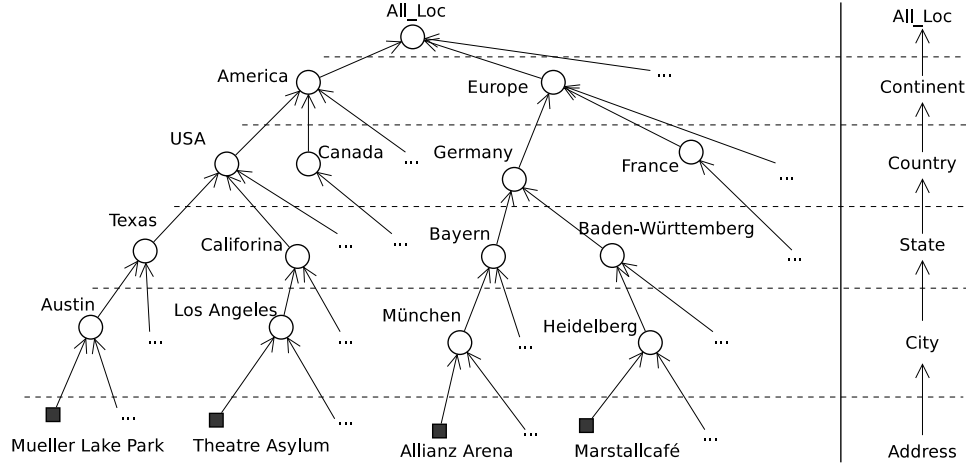 All_Loc
All_Loc
America
Europe
...
Continent
USA
Canada
...
Germany
France
...
Country
Texas
Califorina
...
...
Bayern
Baden-Württemberg
...
State
Austin
...
Los Angeles
...
München
...
Heidelberg
...
City
...
...
...
...
Mueller Lake Park
Theatre Asylum
Allianz Arena
Marstallcafé
Address